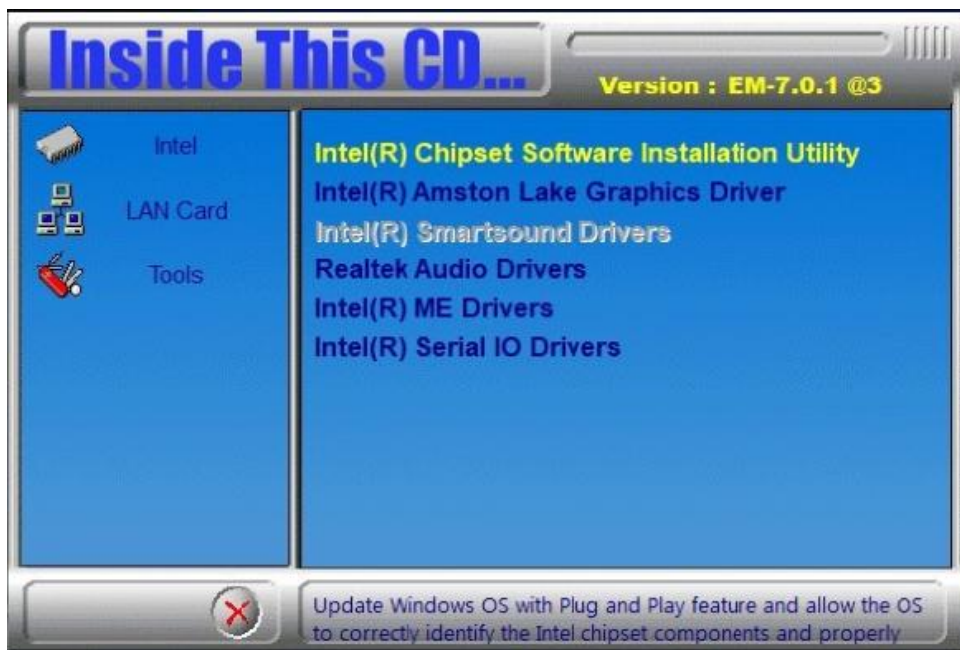 Inside This CD...
Version : EM-7.0.1 @3
Intel
LAN Card
Tools
Intel(R) Chipset Software Installation Utility
Intel(R) Amston Lake Graphics Driver
Intel(R) Smartsound Drivers
Realtek Audio Drivers
Intel(R) ME Drivers
Intel(R) Serial IO Drivers
Update Windows OS with Plug and Play feature and allow the OS
to correctly identify the Intel chipset components and properly